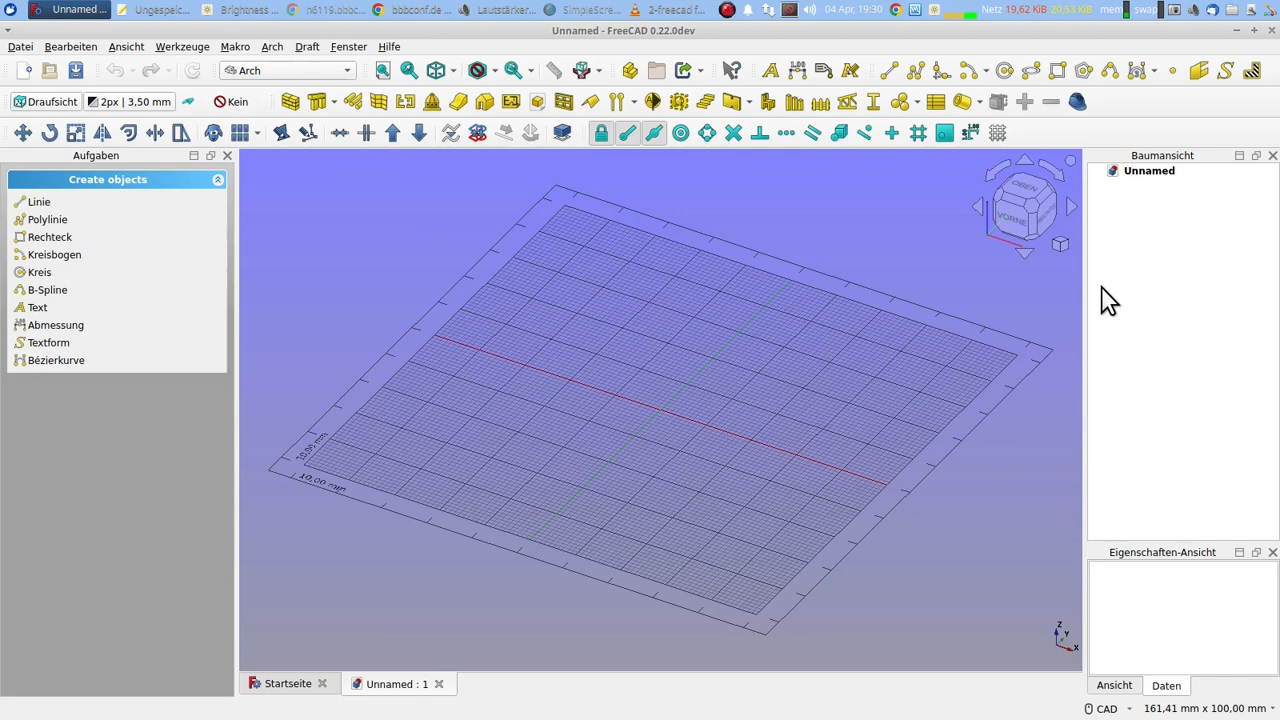 Unnamed ...
Ungespeic...
Brightness ...
n6119.bbbc...
bbbconf.de ...
Lautstärker...
SimpleScre...
2-freecad f...
04 Apr, 19:30
Netz 19,62 KiB 20,53 KiB mem swap
Unnamed - FreeCAD 0.22.0dev
Datei Bearbeiten Ansicht Werkzeuge Makro Arch Draft Fenster Hilfe
Arch
Draufsicht 2px | 3,50 mm Kein
Aufgaben
Create objects
Linie
Polylinie
Rechteck
Kreisbogen
Kreis
B-Spline
Text
Abmessung
Textform
Bézierkurve
OBEN
VORNE
10,00 mm
10,00 mm
Z
Y
X
Baumansicht
Unnamed
Eigenschaften-Ansicht
Ansicht Daten
Startseite Unnamed : 1
CAD 161,41 mm x 100,00 mm